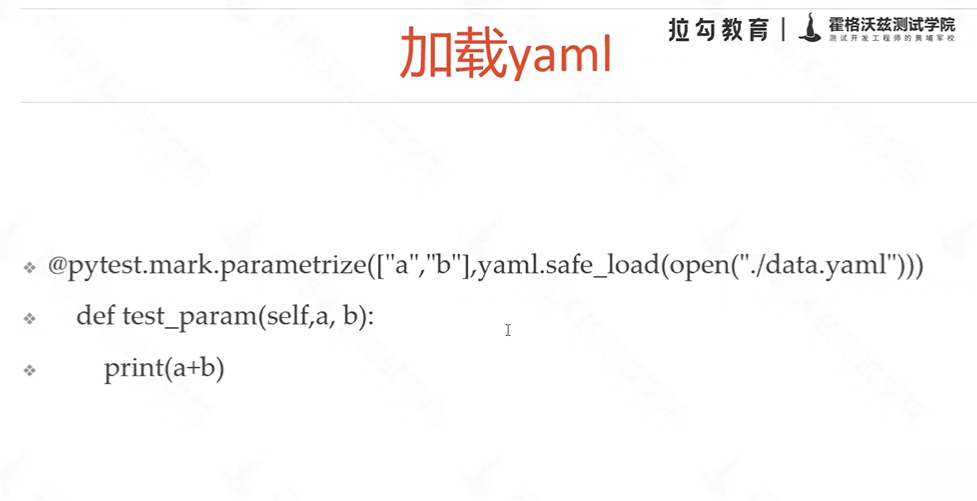 拉勾教育 | 霍格沃兹测试学院
测试开发工程师的黄埔军校
加载yaml
@pytest.mark.parametrize(["a","b"],yaml.safe_load(open("./data.yaml")))
def test_param(self,a, b):
print(a+b)